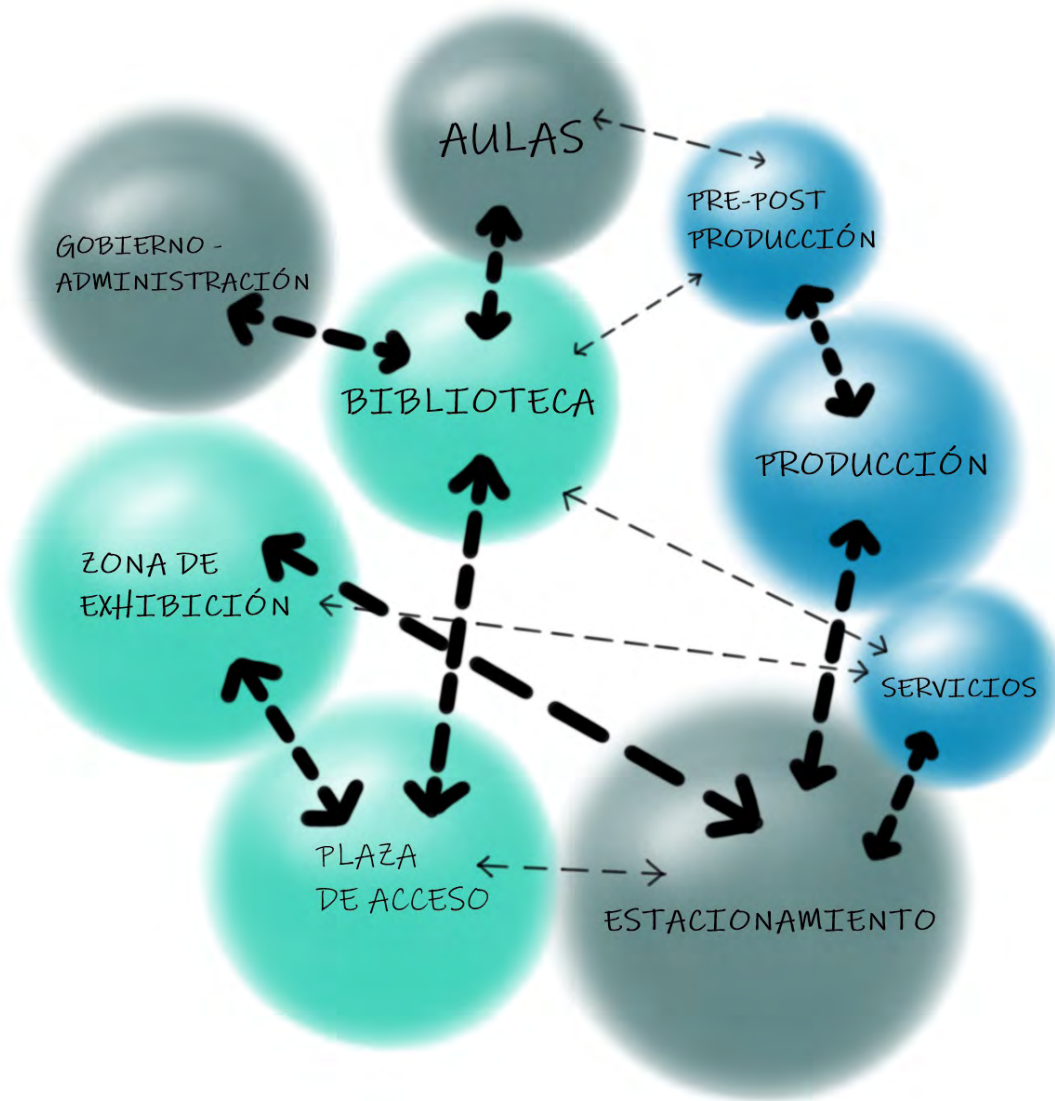 AULAS
PRE-POST
PRODUCCIÓN
GOBIERNO -
ADMINISTRACIÓN
BIBLIOTECA
PRODUCCIÓN
ZONA DE
EXHIBICIÓN
SERVICIOS
PLAZA
DE ACCESO
ESTACIONAMIENTO